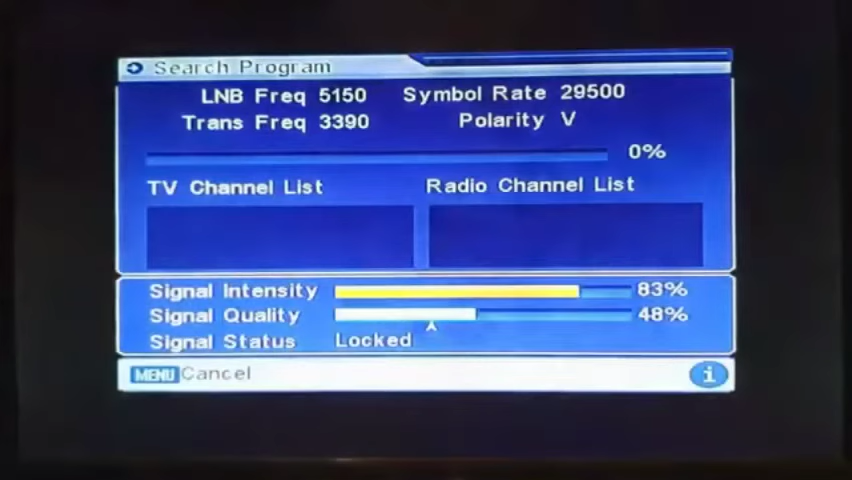 Search Program
LNB Freq 5150 Symbol Rate 29500
Trans Freq 3390 Polarity V
0%
TV Channel List Radio Channel List
Signal Intensity 83%
Signal Quality 48%
Signal Status Locked
MENU Cancel i